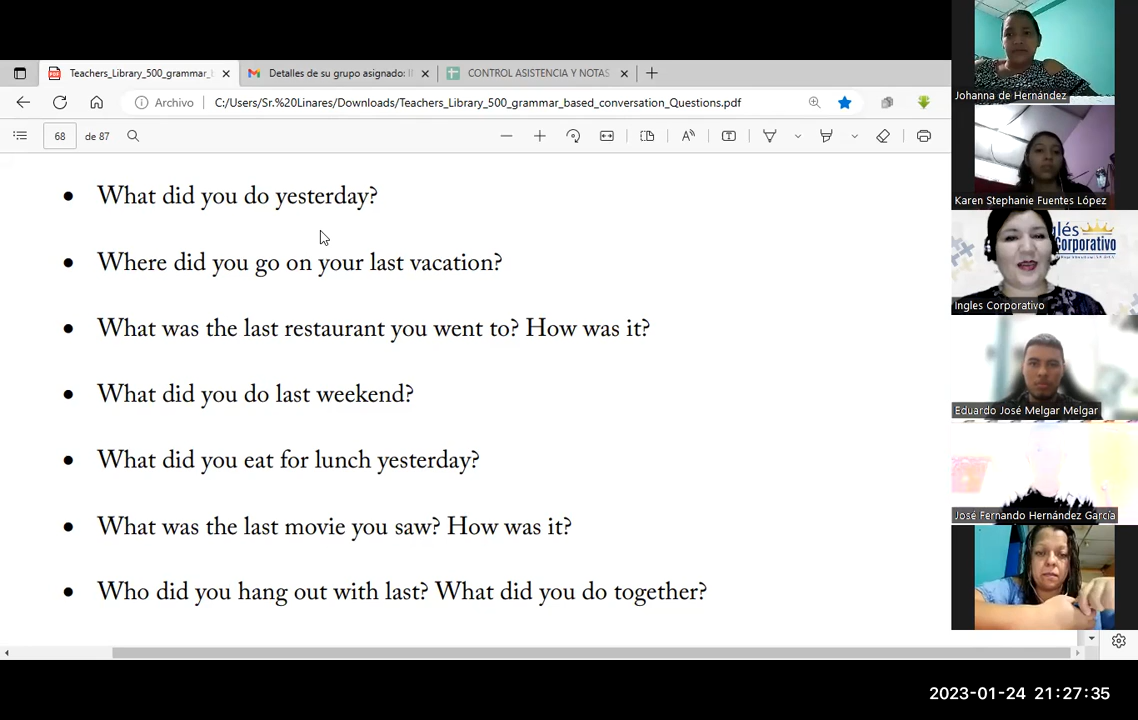 Teachers_Library_500_grammar_
Detalles de su grupo asignado:
CONTROL ASISTENCIA Y NOTAS
Archivo
C:/Users/Sr.%20Linares/Downloads/Teachers_Library_500_grammar_based_conversation_Questions.pdf
68 de 87
• What did you do yesterday?
• Where did you go on your last vacation?
• What was the last restaurant you went to? How was it?
• What did you do last weekend?
• What did you eat for lunch yesterday?
• What was the last movie you saw? How was it?
• Who did you hang out with last? What did you do together?
Johanna de Hernández
Karen Stephanie Fuentes López
glés
Corporativo
Ingles Corporativo
Eduardo José Melgar Melgar
José Fernando Hernández García
2023-01-24 21:27:35